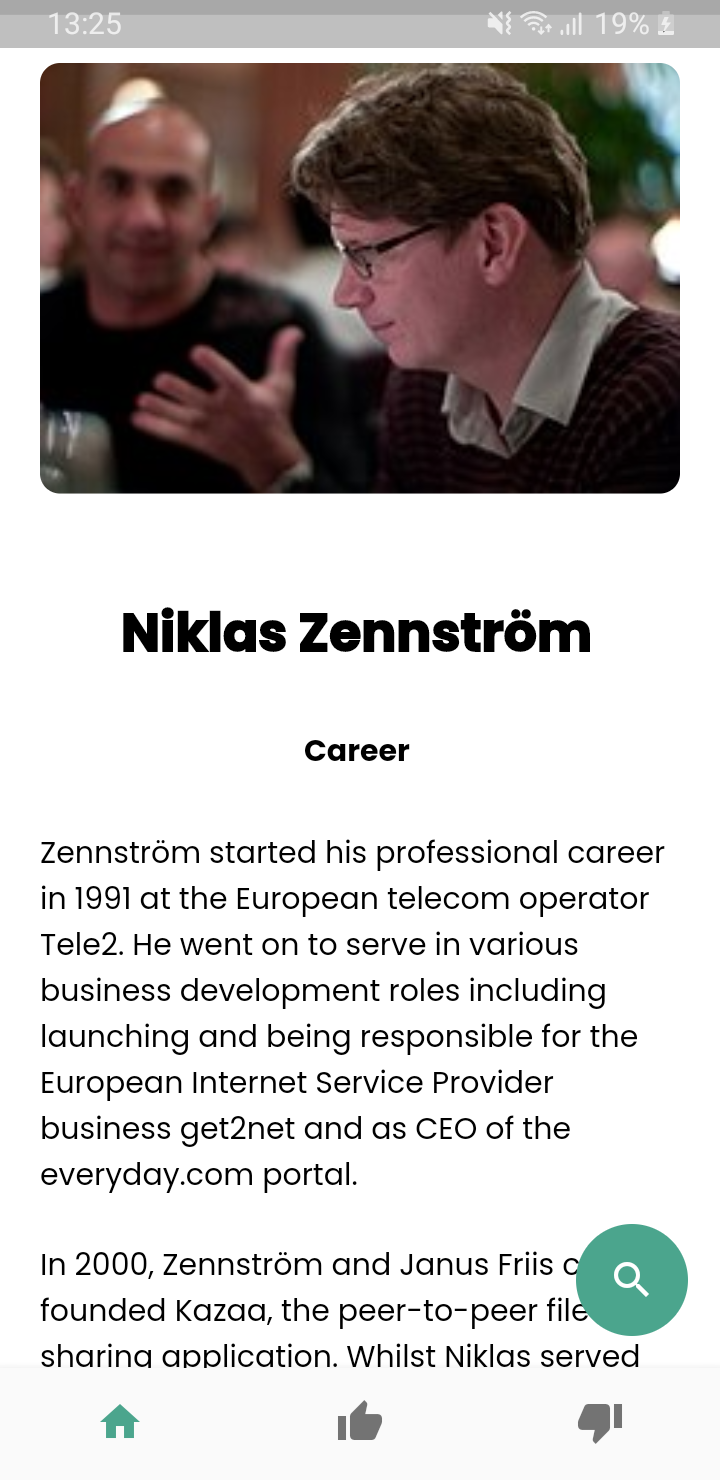 13:25 19%
Niklas Zennström
Career
Zennström started his professional career
in 1991 at the European telecom operator
Tele2. He went on to serve in various
business development roles including
launching and being responsible for the
European Internet Service Provider
business get2net and as CEO of the
everyday.com portal.
In 2000, Zennström and Janus Friis c
founded Kazaa, the peer-to-peer file
sharing application. Whilst Niklas served